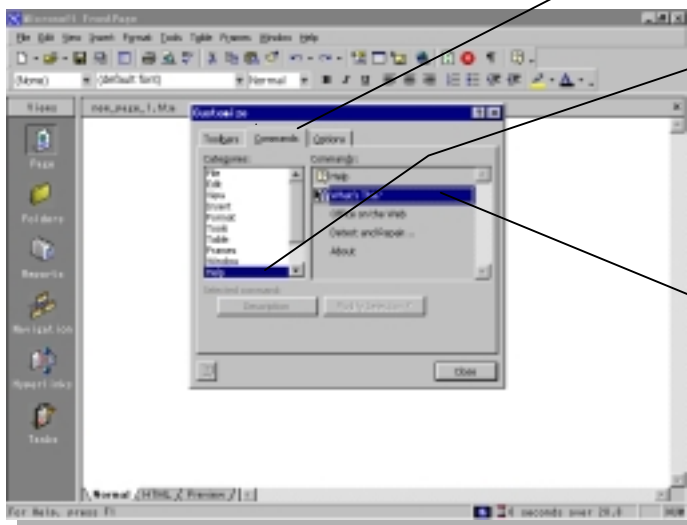 Microsoft FrontPage
File Edit View Insert Format Tools Table Frames Window Help
(None) (default font) Normal B I U A
Views new_page_1.htm
Customize
Toolbars Commands Options
Categories: Commands:
File
Edit
View
Insert
Format
Tools
Table
Frames
Window
Help
Help
What's This?
Office on the Web
Detect and Repair ...
About
Selected command:
Description Modify Selection
Close
Page
Folders
Reports
Navigation
Hyperlinks
Tasks
Normal HTML Preview
For Help, press F1 seconds over 28.8 NUM